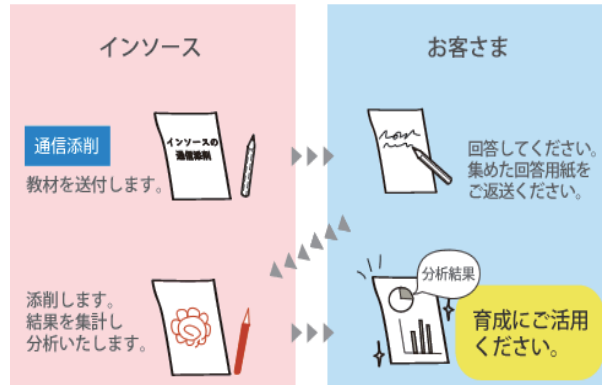 インソース
お客さま
通信添削
教材を送付します。
インソースの
通信添削
回答してください。
集めた回答用紙を
ご返送ください。
添削します。
結果を集計し
分析いたします。
分析結果
育成にご活用
ください。